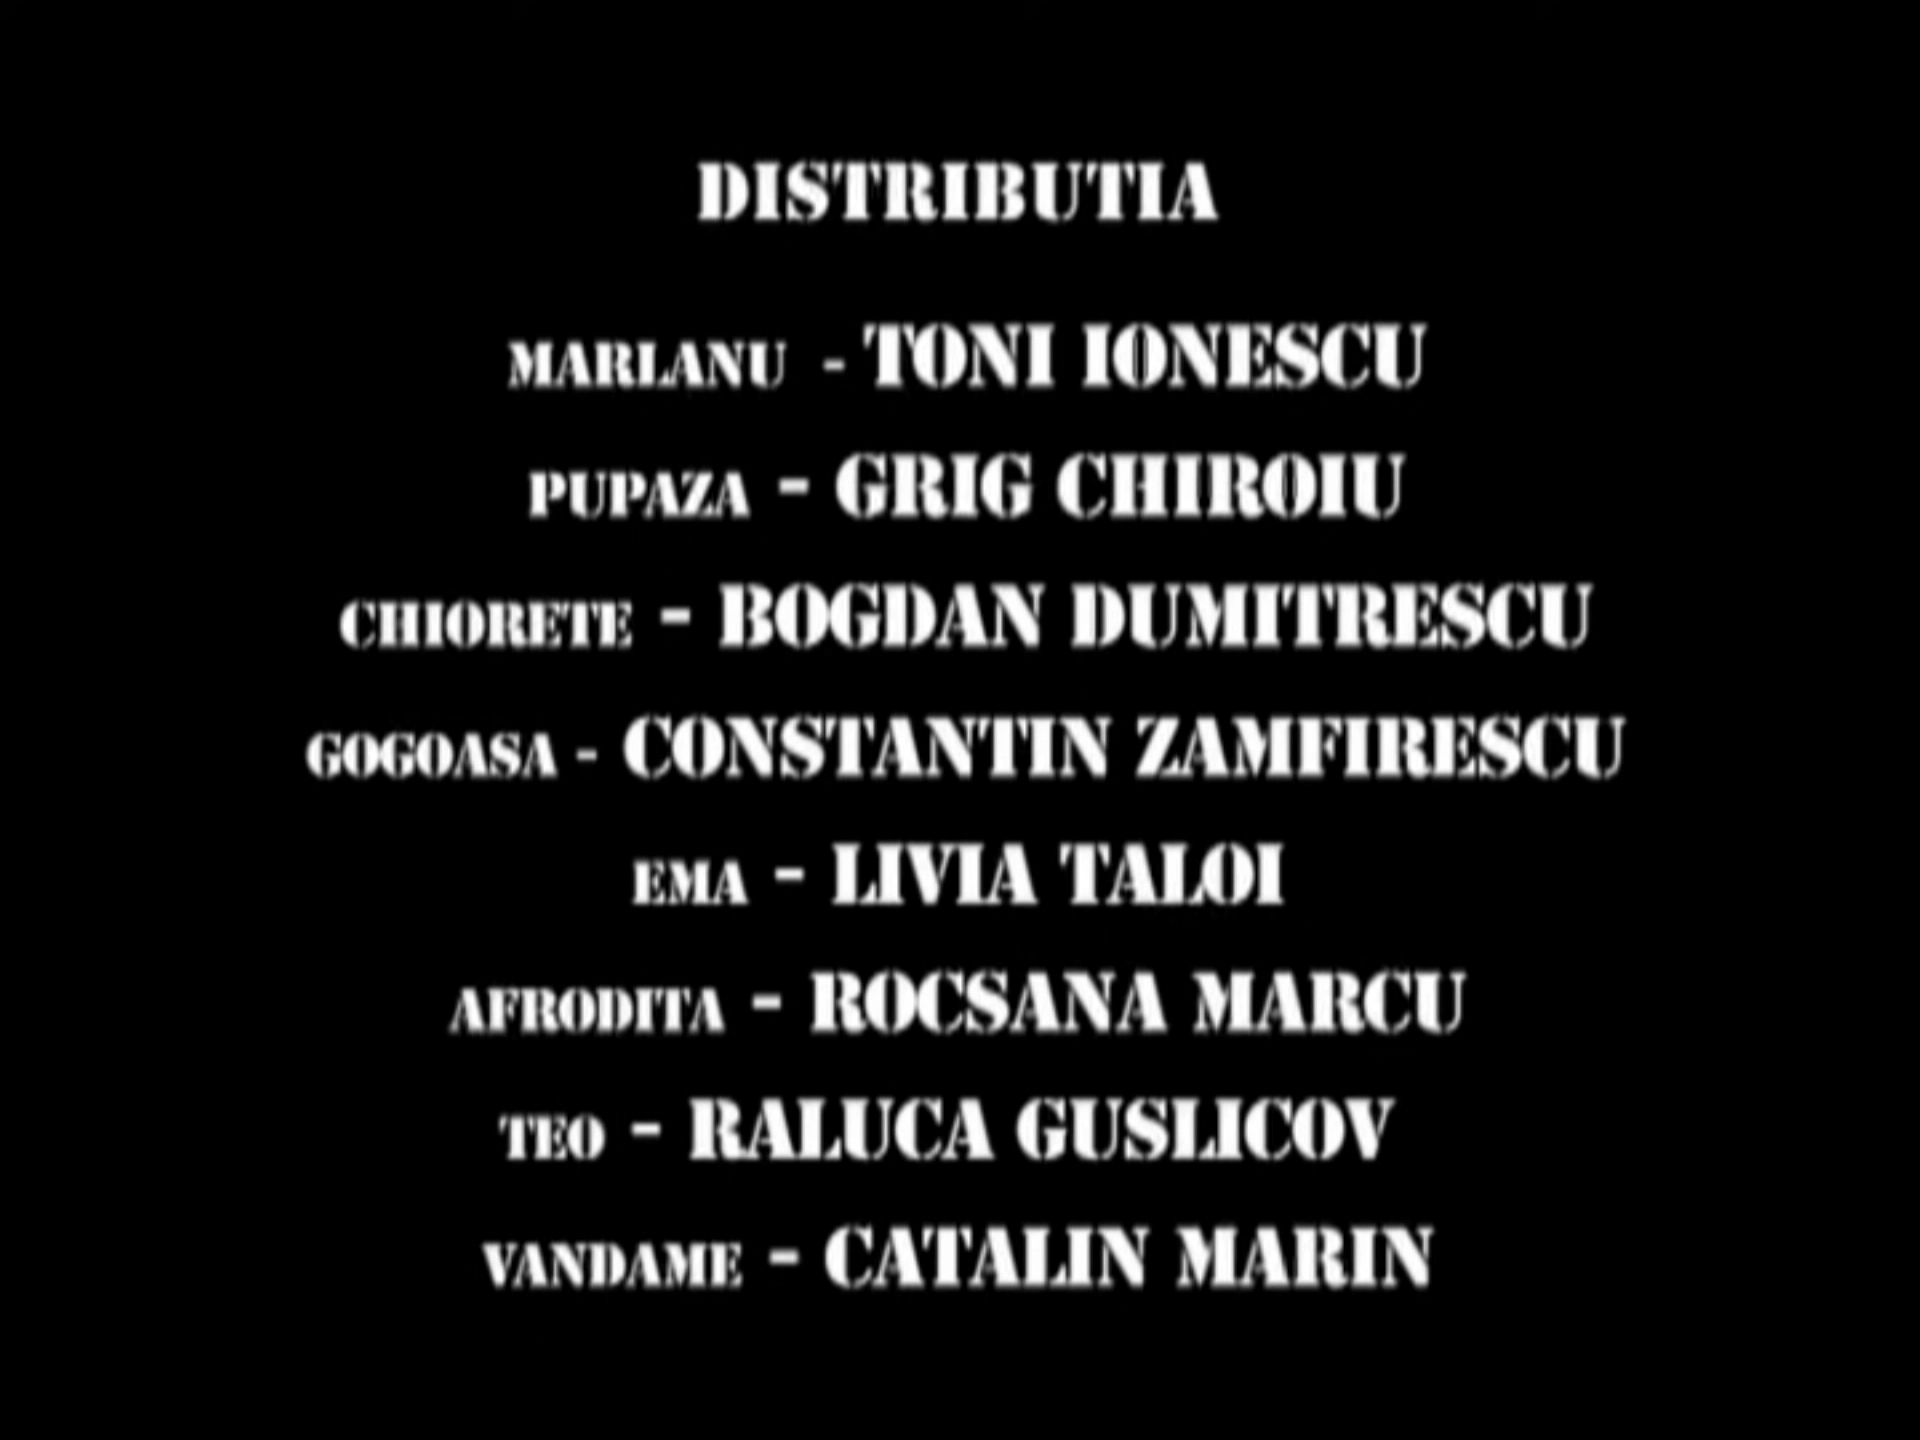 DISTRIBUTIA
MARLANU - TONI IONESCU
PUPAZA - GRIG CHIROIU
CHIORETE - BOGDAN DUMITRESCU
GOGOASA - CONSTANTIN ZAMFIRESCU
EMA - LIVIA TALOI
AFRODITA - ROCSANA MARCU
TEO - RALUCA GUSLICOV
VANDAME - CATALIN MARIN